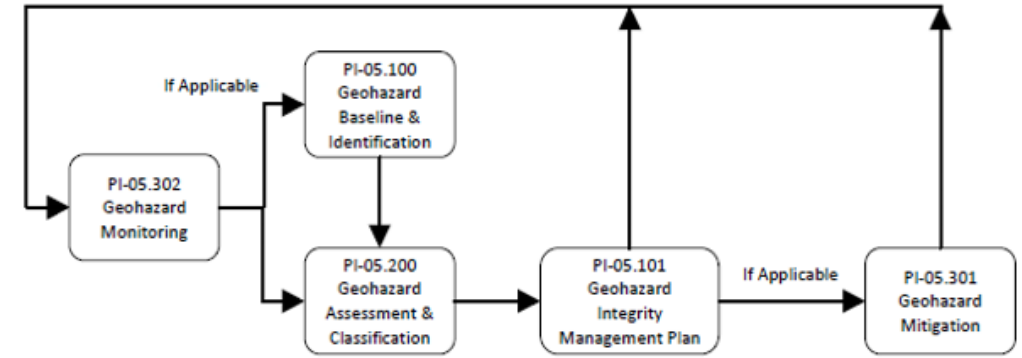 If Applicable
PI-05.100
Geohazard
Baseline &
Identification
PI-05.302
Geohazard
Monitoring
PI-05.200
Geohazard
Assessment &
Classification
PI-05.101
Geohazard
Integrity
Management Plan
If Applicable
PI-05.301
Geohazard
Mitigation